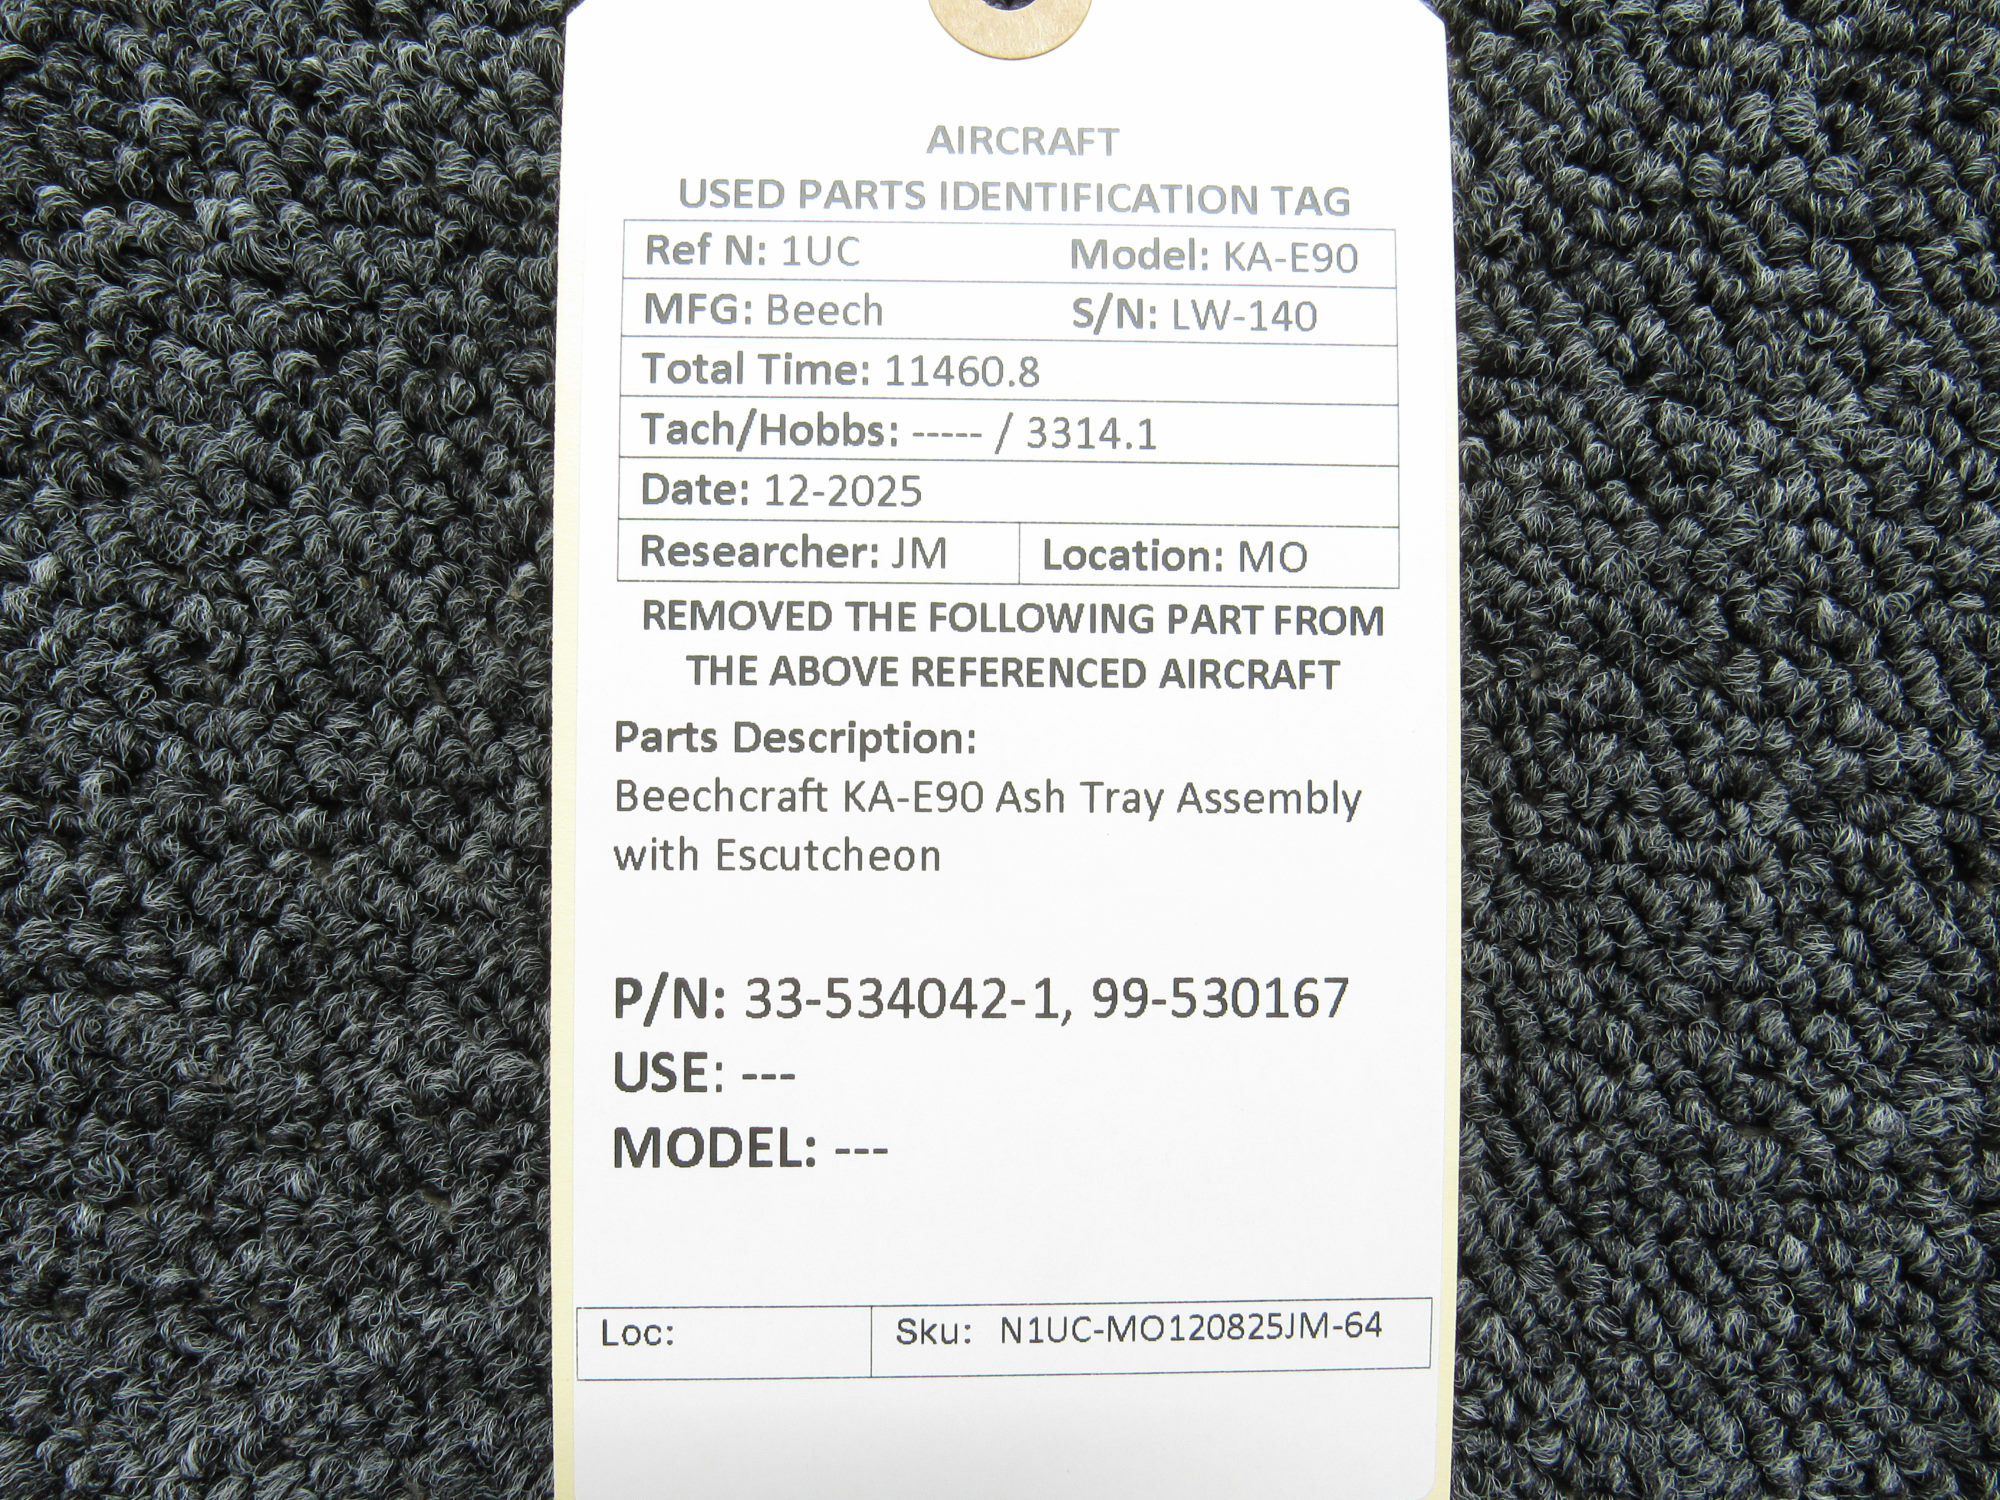 AIRCRAFT
USED PARTS IDENTIFICATION TAG
Ref N: 1UC Model: KA-E90
MFG: Beech S/N: LW-140
Total Time: 11460.8
Tach/Hobbs: ----- / 3314.1
Date: 12-2025
Researcher: JM Location: MO
REMOVED THE FOLLOWING PART FROM
THE ABOVE REFERENCED AIRCRAFT
Parts Description:
Beechcraft KA-E90 Ash Tray Assembly
with Escutcheon
P/N: 33-534042-1, 99-530167
USE: ---
MODEL: ---
Loc: Sku: N1UC-MO120825JM-64